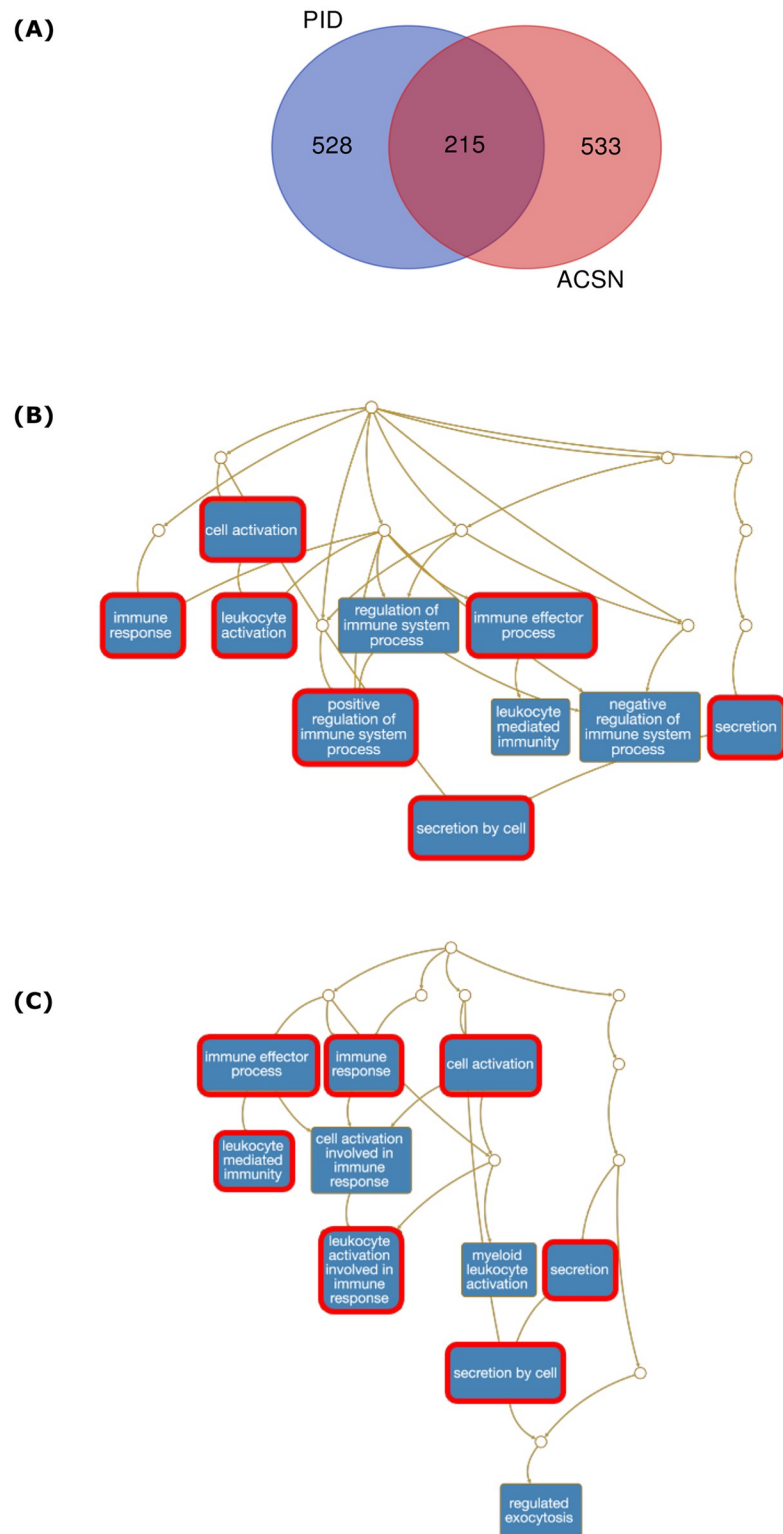 (A)
PID
528
215
533
ACSN
(B)
cell activation
immune
response
leukocyte
activation
regulation of
immune system
process
immune effector
process
positive
regulation of
immune system
process
leukocyte
mediated
immunity
negative
regulation of
immune system
process
secretion
secretion by cell
(C)
immune effector
process
immune
response
cell activation
leukocyte
mediated
immunity
cell activation
involved in
immune
response
leukocyte
activation
involved in
immune
response
myeloid
leukocyte
activation
secretion
secretion by cell
regulated
exocytosis